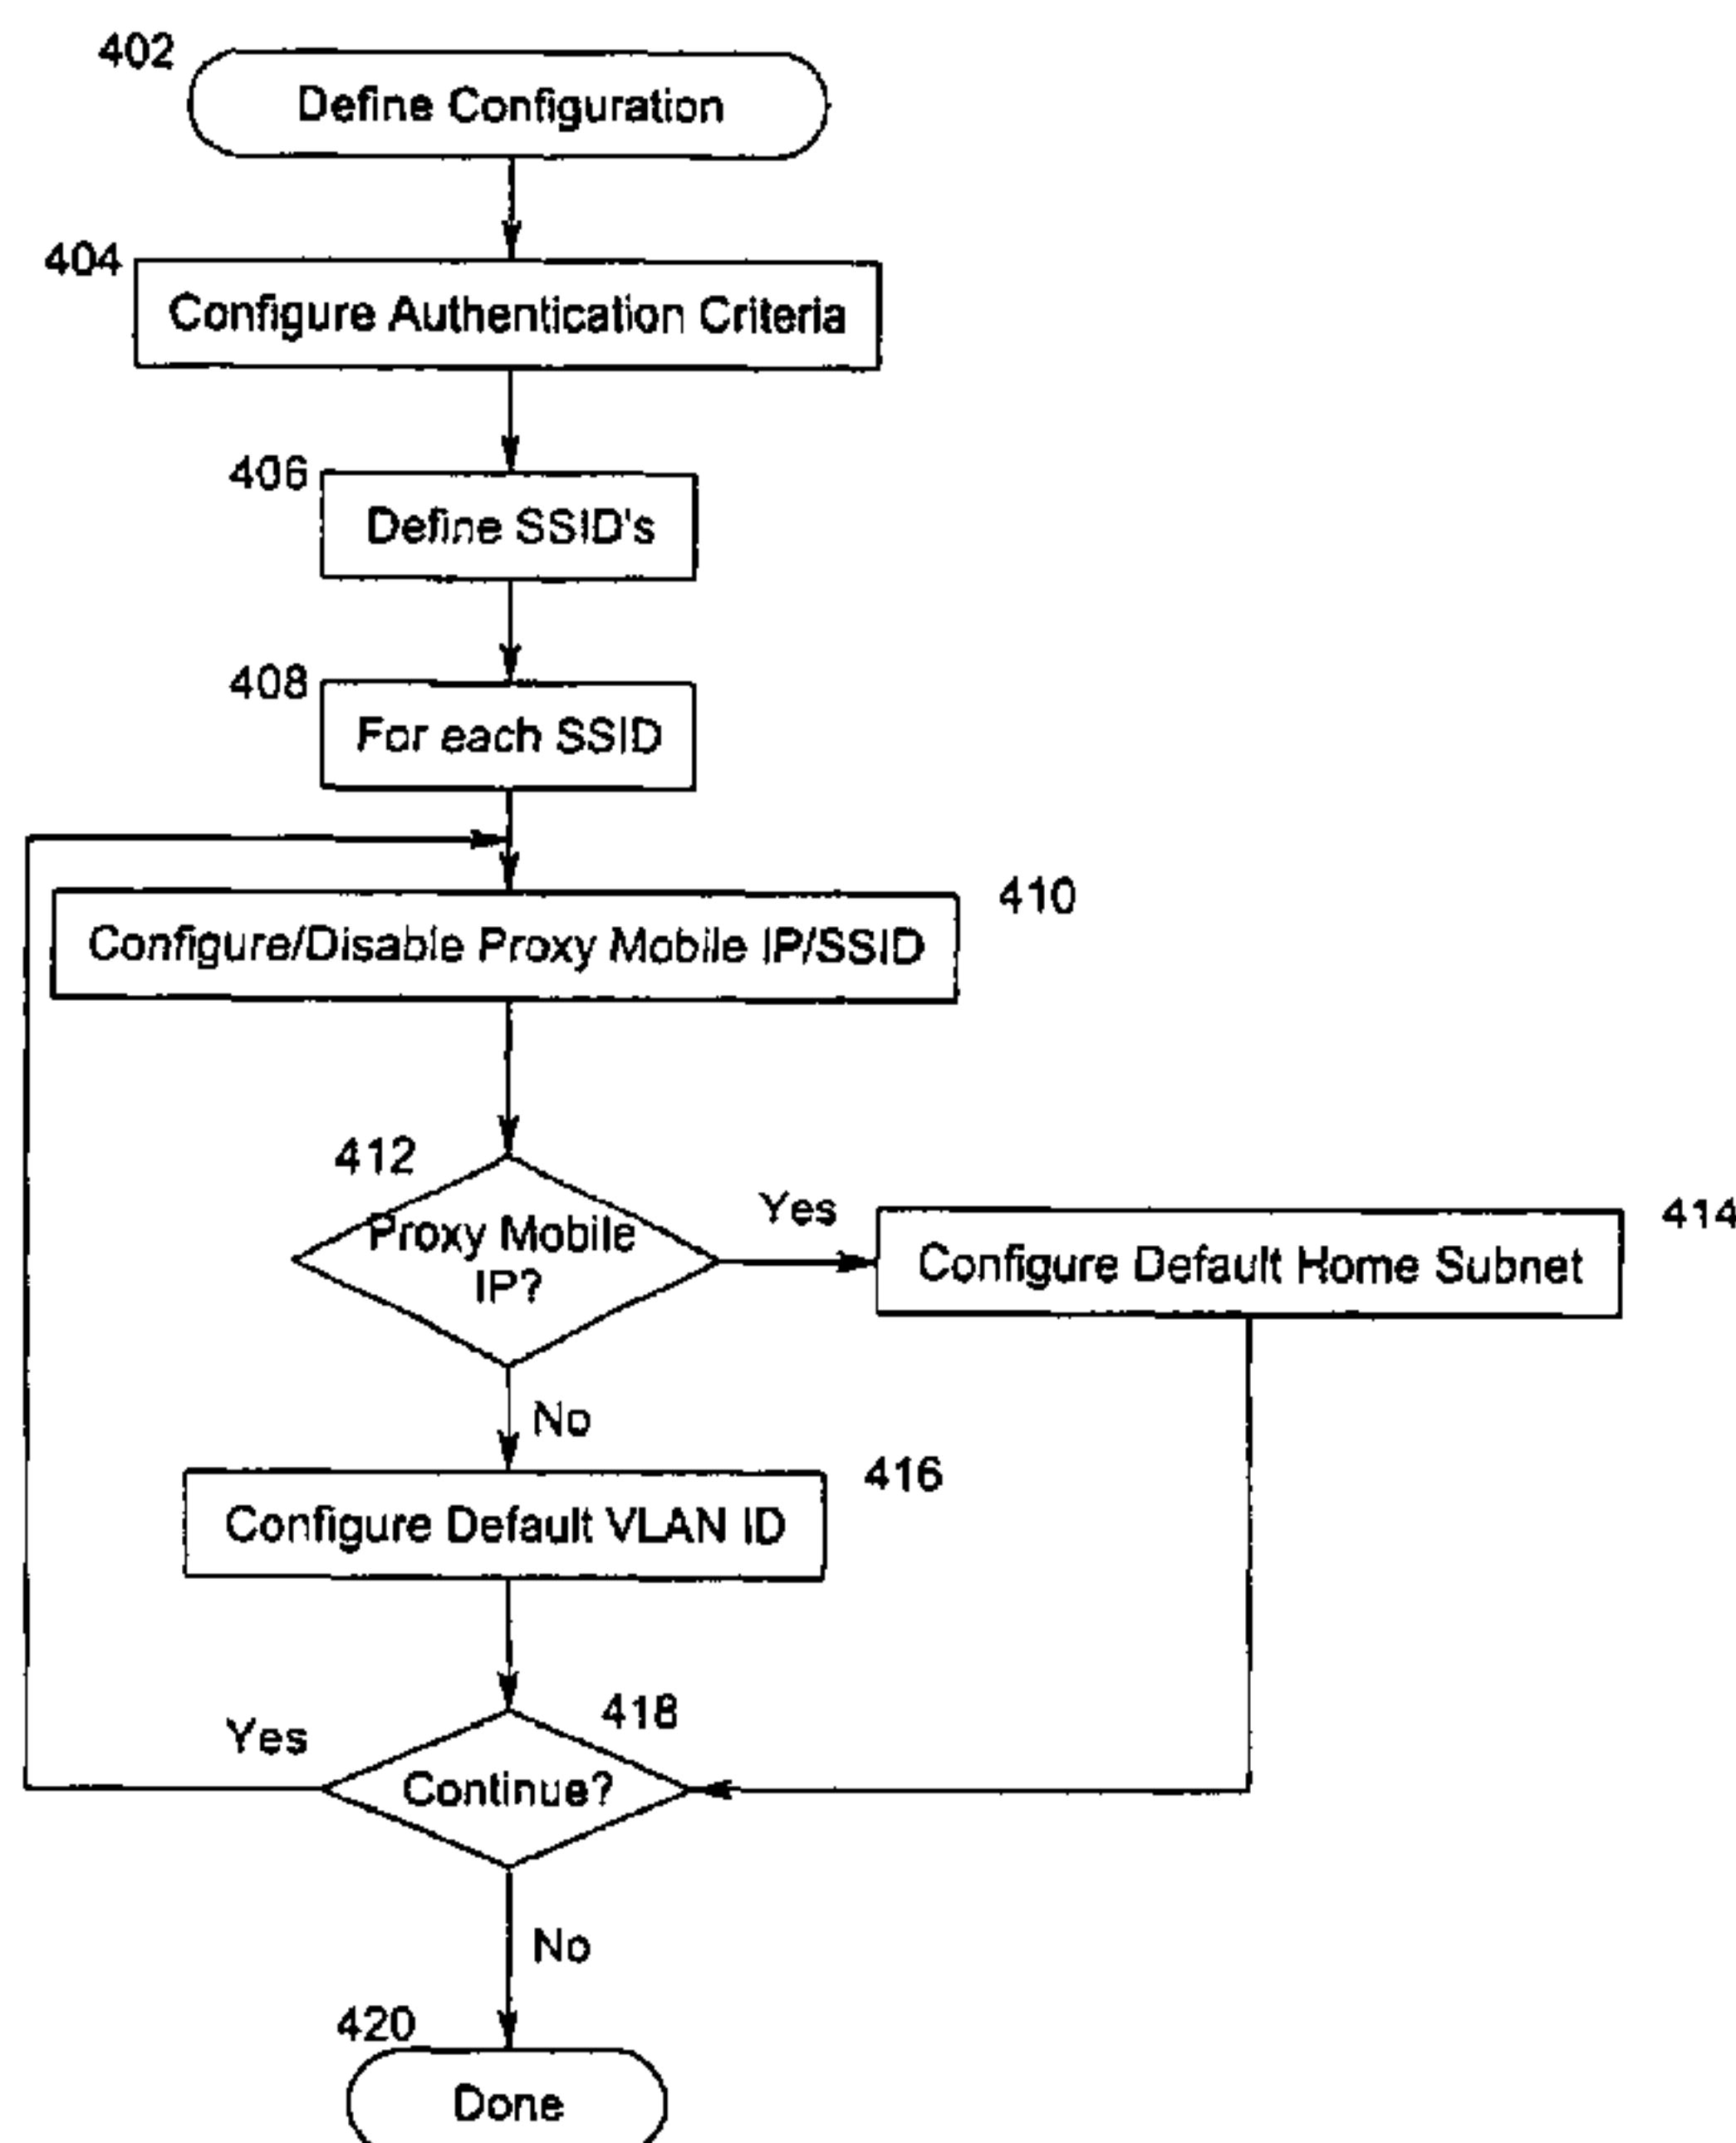 402
Define Configuration
404
Configure Authentication Criteria
406
Define SSID's
408
For each SSID
410
Configure/Disable Proxy Mobile IP/SSID
412
Proxy Mobile
IP?
Yes
414
Configure Default Home Subnet
No
416
Configure Default VLAN ID
418
Yes
Continue?
No
420
Done